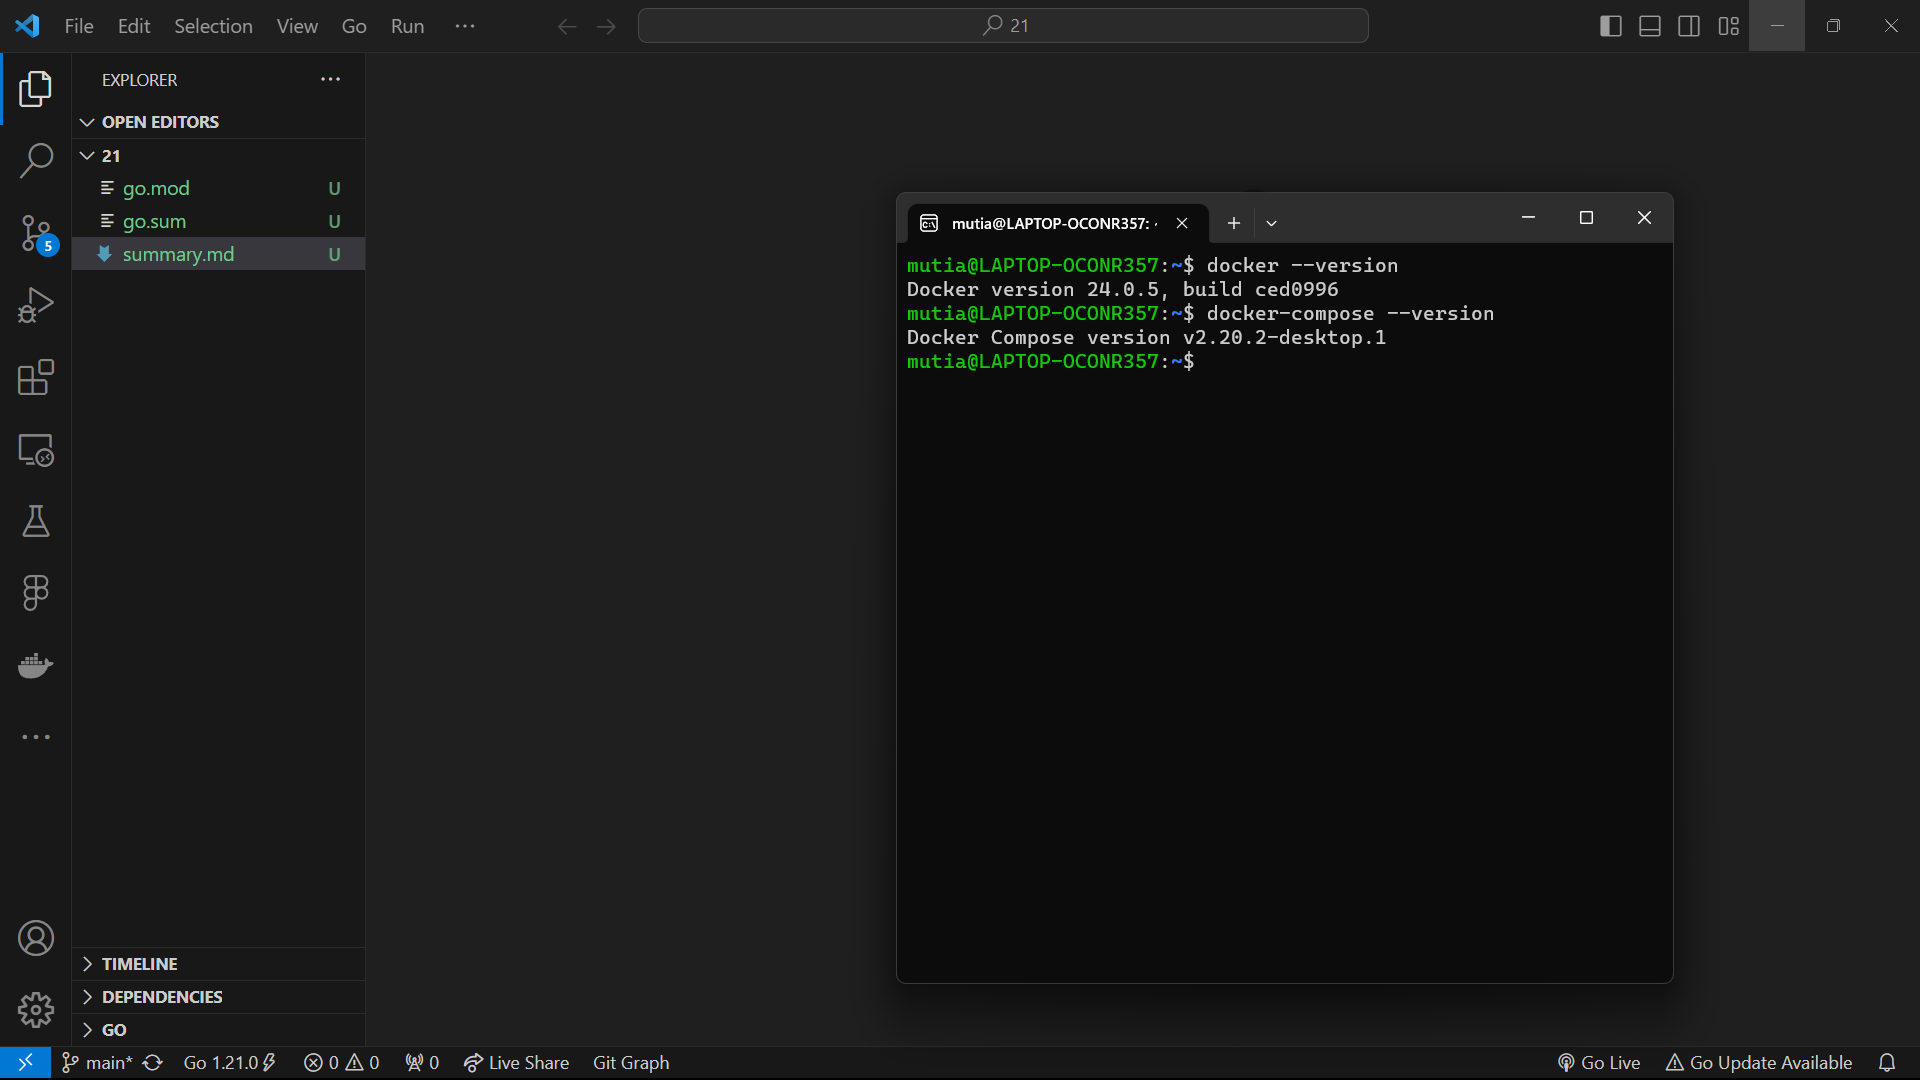 File Edit Selection View Go Run ···
21
EXPLORER ···
OPEN EDITORS
21
go.mod U
go.sum U
summary.md U
5
mutia@LAPTOP-OCONR357: ~
mutia@LAPTOP-OCONR357:~$ docker --version
Docker version 24.0.5, build ced0996
mutia@LAPTOP-OCONR357:~$ docker-compose --version
Docker Compose version v2.20.2-desktop.1
mutia@LAPTOP-OCONR357:~$
TIMELINE
DEPENDENCIES
GO
main* Go 1.21.0 0 0 0 Live Share Git Graph Go Live Go Update Available